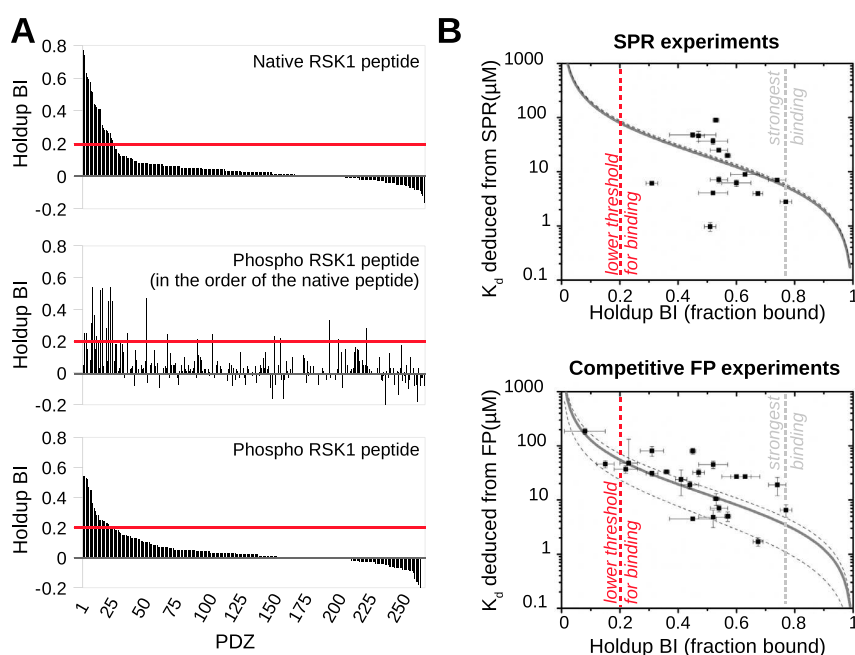 A
0.8
0.6
0.4
0.2
0
-0.2
Holdup BI
Native RSK1 peptide
0.8
0.6
0.4
0.2
0
-0.2
Holdup BI
Phospho RSK1 peptide
(in the order of the native peptide)
0.8
0.6
0.4
0.2
0
-0.2
Holdup BI
Phospho RSK1 peptide
1
25
50
75
100
125
150
175
200
225
250
PDZ
B
SPR experiments
1000
100
10
1
0.1
Kd deduced from SPR(µM)
lower threshold
for binding
strongest
binding
0 0.2 0.4 0.6 0.8 1
Holdup BI (fraction bound)
Competitive FP experiments
1000
100
10
1
0.1
Kd deduced from FP(µM)
lower threshold
for binding
strongest
binding
0 0.2 0.4 0.6 0.8 1
Holdup BI (fraction bound)